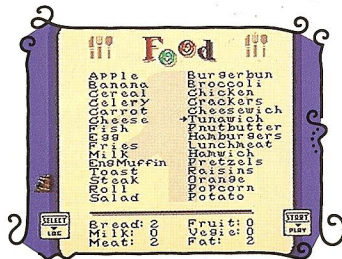 Food
Apple
Banana
Cereal
Celery
Carrot
Cheese
Fish
Egg
Fries
Milk
EngMuffin
Toast
Steak
Roll
Salad
Burgerbun
Broccoli
Chicken
Crackers
Cheesewich
Tunawich
Pnutbutter
Hamburgers
Lunchmeat
Hamwich
Pretzels
Raisins
Orange
Popcorn
Potato
SELECT
LOG
Bread: 2
Milk: 0
Meat: 2
Fruit: 0
Vegie: 0
Fat: 2
START
PLAY